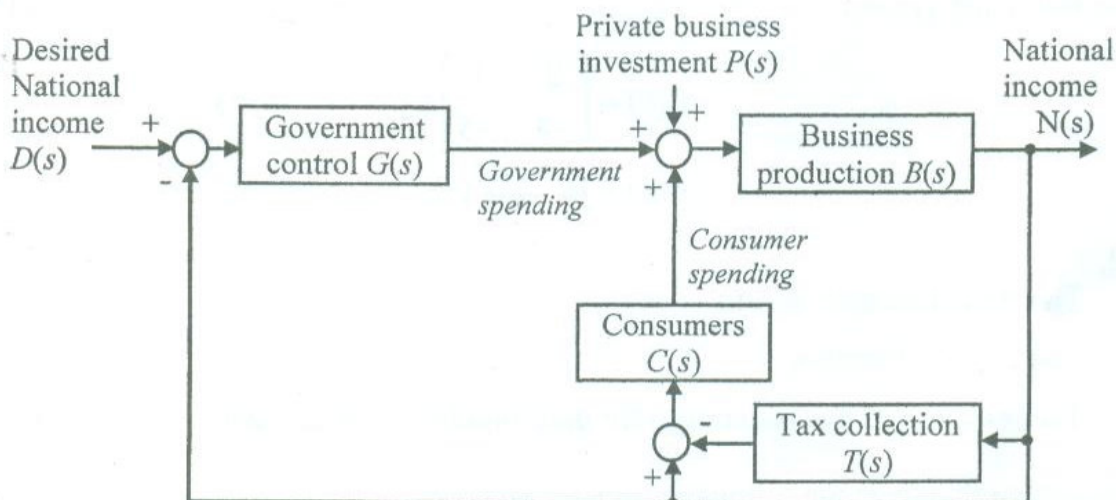 Desired
National
income
D(s)
+
-
Government
control G(s)
Government
spending
Private business
investment P(s)
+
+
+
Business
production B(s)
National
income
N(s)
Consumer
spending
Consumers
C(s)
-
+
Tax collection
T(s)